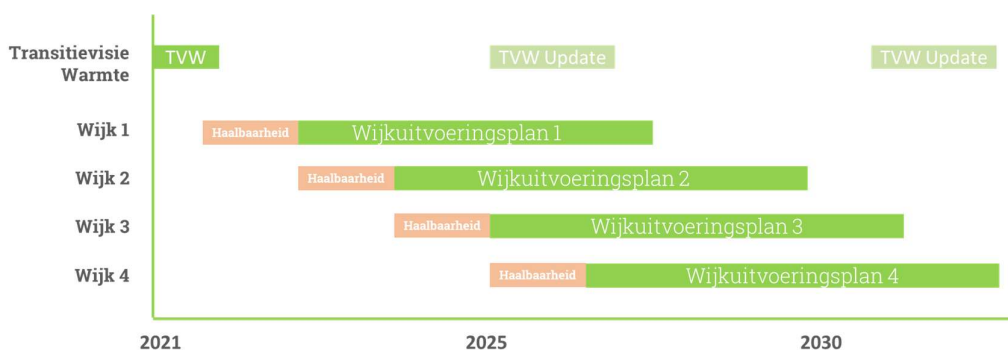 Transitievisie
Warmte
TVW
TVW Update
TVW Update
Wijk 1
Haalbaarheid
Wijkuitvoeringsplan 1
Wijk 2
Haalbaarheid
Wijkuitvoeringsplan 2
Wijk 3
Haalbaarheid
Wijkuitvoeringsplan 3
Wijk 4
Haalbaarheid
Wijkuitvoeringsplan 4
2021
2025
2030